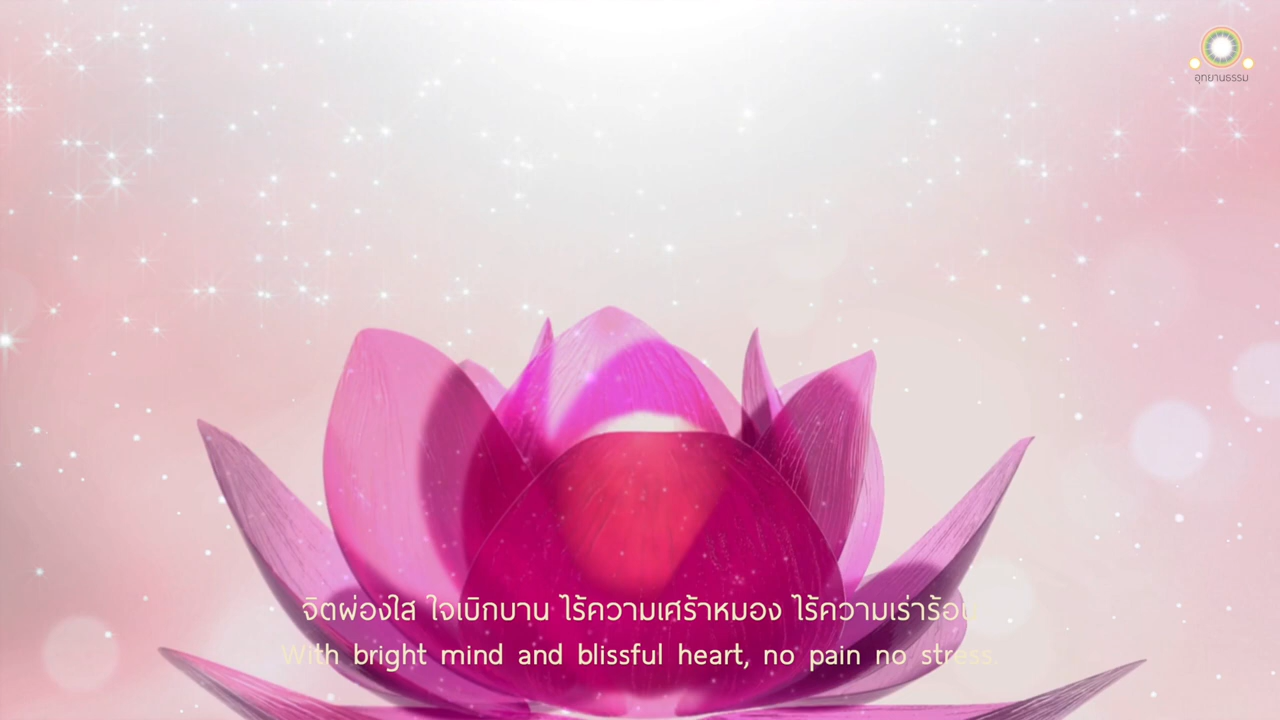 อุทยานธรรม
จิตผ่องใส ใจเบิกบาน ไร้ความเศร้าหมอง ไร้ความเร่าร้อน
With bright mind and blissful heart, no pain no stress.